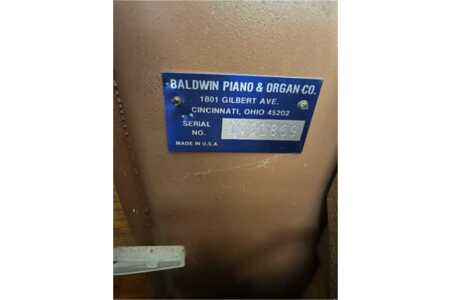 BALDWIN PIANO & ORGAN CO.
1801 GILBERT AVE.
CINCINNATI, OHIO 45202
SERIAL
NO.
MADE IN U.S.A.